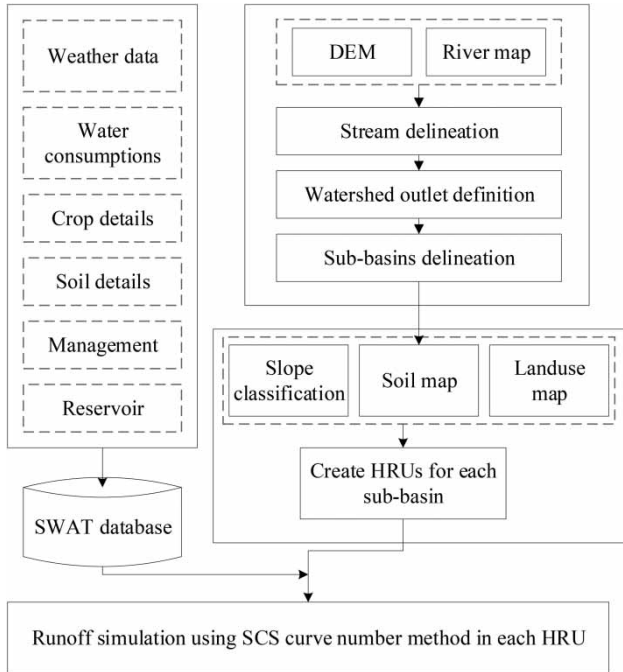 Weather data
Water
consumptions
Crop details
Soil details
Management
Reservoir
SWAT database
DEM
River map
Stream delineation
Watershed outlet definition
Sub-basins delineation
Slope
classification
Soil map
Landuse
map
Create HRUs for each
sub-basin
Runoff simulation using SCS curve number method in each HRU